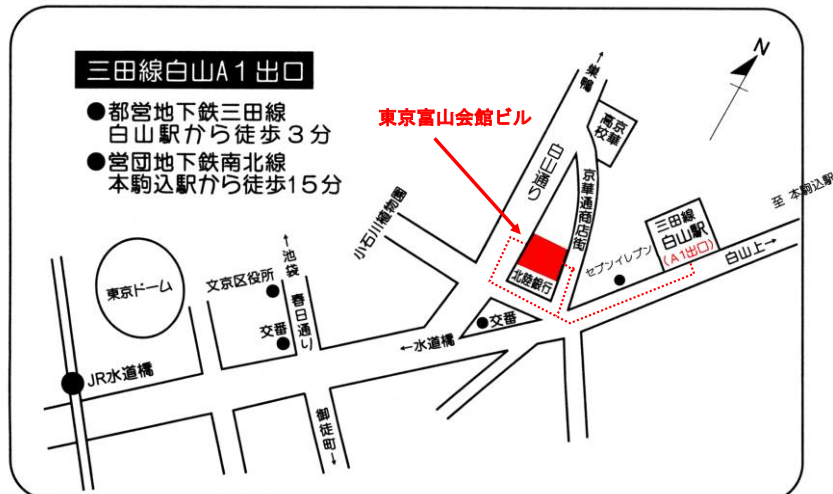 三田線白山A1出口
●都営地下鉄三田線
白山駅から徒歩3分
●営団地下鉄南北線
本駒込駅から徒歩15分
東京富山会館ビル
N
↑巣鴨
京華高校
白山通り
京華通商店街
小石川植物園
至 本駒込駅
三田線
白山駅
(A1出口)
セブンイレブン
白山上→
北陸銀行
●交番
←水道橋
↑池袋
春日通り
文京区役所
交番
東京ドーム
JR水道橋
御徒町→